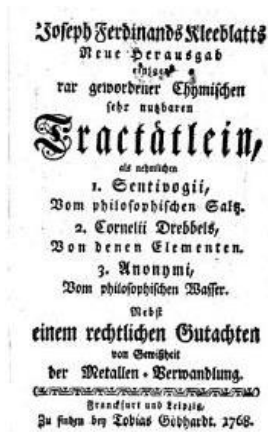 Joseph Ferdinands Kleeblatts
Neue Herausgab
einiger
rar gewordener Chymischen
sehr nutzbaren
Tractätlein,
als nehmlichen
1. Sentivogii,
Vom philosophischen Saltz.
2. Cornelii Drebbels,
Von denen Elementen.
3. Anonymi,
Vom philosophischen Wasser.
Nebst
einem rechtlichen Gutachten
von Gewißheit
der Metallen-Verwandlung.
Franckfurt und Leipzig,
Zu finden bey Tobias Göbhardt. 1768.